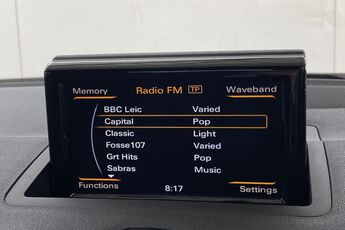 Memory Radio FM TP Waveband
BBC Leic Varied
Capital Pop
Classic Light
Fosse107 Varied
Grt Hits Pop
Sabras Music
Functions 8:17 Settings